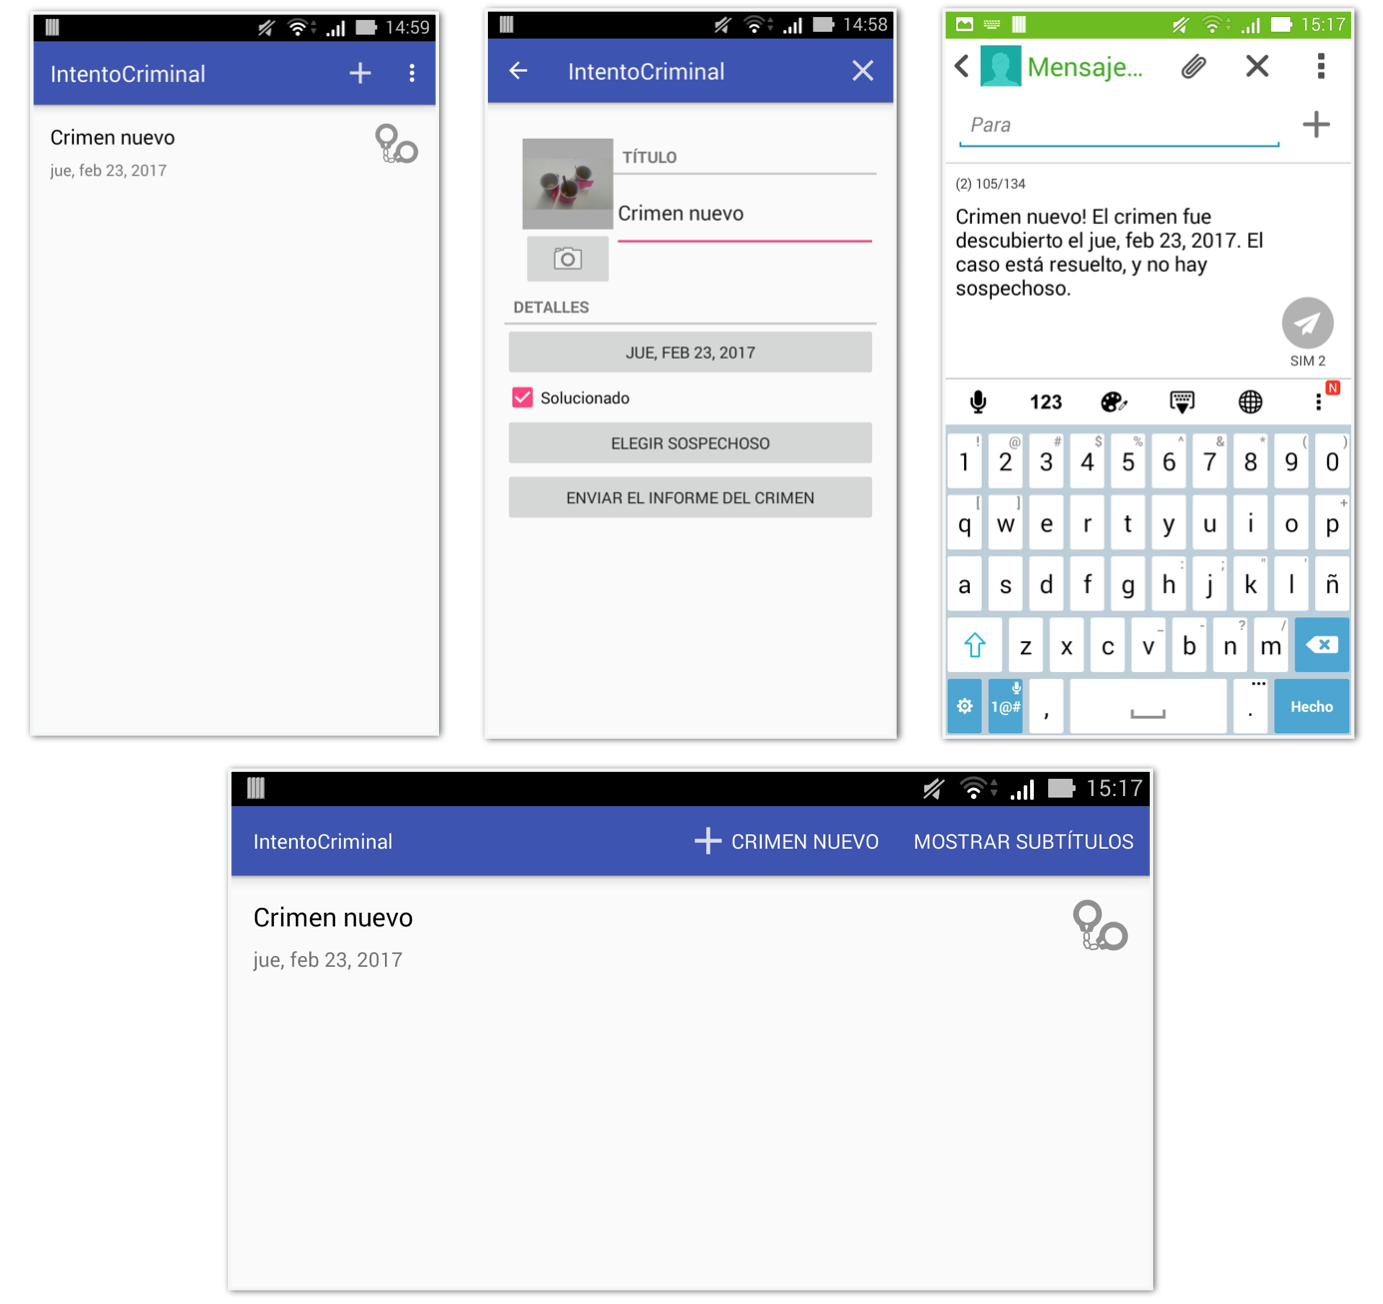 14:59
IntentoCriminal
Crimen nuevo
jue, feb 23, 2017
14:58
IntentoCriminal
TÍTULO
Crimen nuevo
DETALLES
JUE, FEB 23, 2017
Solucionado
ELEGIR SOSPECHOSO
ENVIAR EL INFORME DEL CRIMEN
15:17
Mensaje...
Para
(2) 105/134
Crimen nuevo! El crimen fue
descubierto el jue, feb 23, 2017. El
caso está resuelto, y no hay
sospechoso.
SIM 2
123
N
! @ # $ % ^ & * ( )
1 2 3 4 5 6 7 8 9 0
[ ] +
q w e r t y u i o p
: ; " '
a s d f g h j k l ñ
_ - ? /
z x c v b n m
1@# , . Hecho
15:17
IntentoCriminal
CRIMEN NUEVO
MOSTRAR SUBTÍTULOS
Crimen nuevo
jue, feb 23, 2017